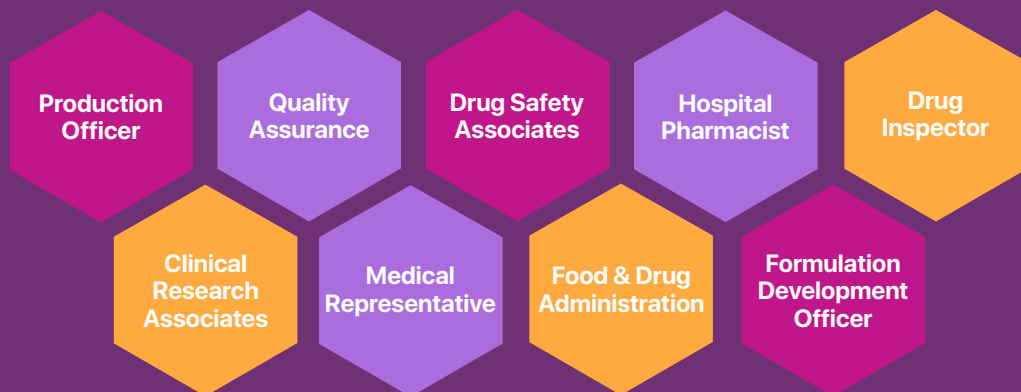 Production
Officer
Quality
Assurance
Drug Safety
Associates
Hospital
Pharmacist
Drug
Inspector
Clinical
Research
Associates
Medical
Representative
Food & Drug
Administration
Formulation
Development
Officer